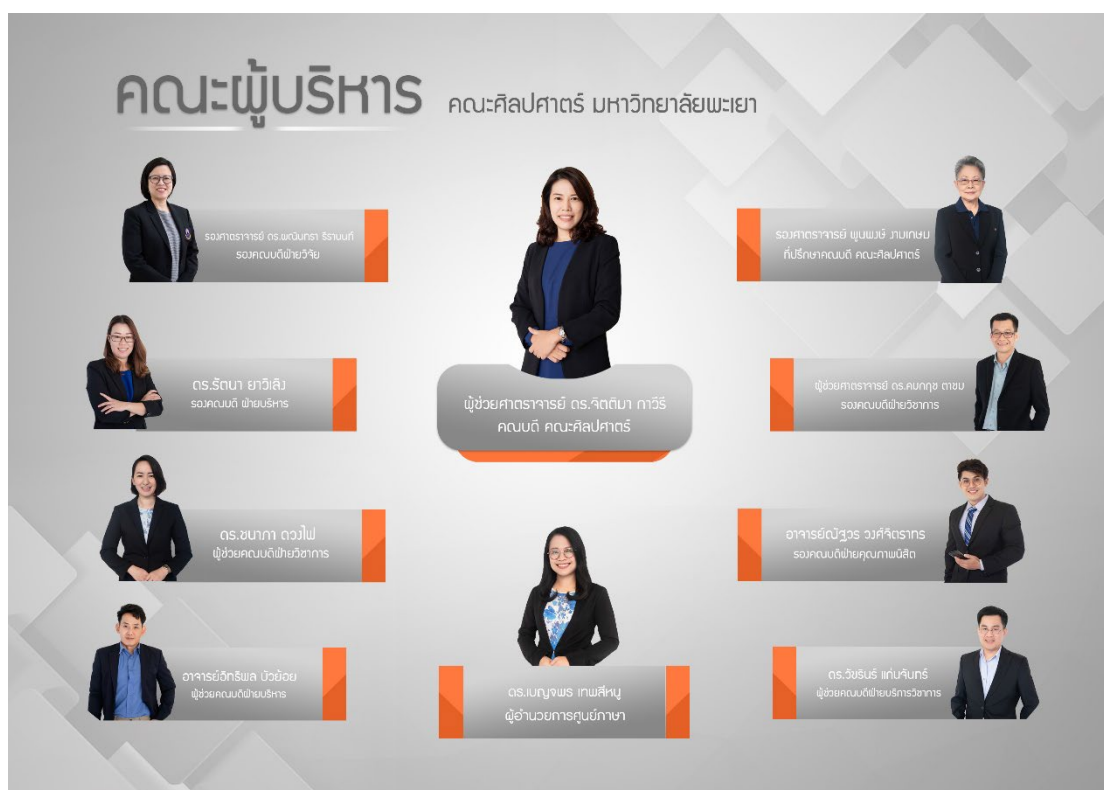 คณะผู้บริหาร คณะศิลปศาตร์ มหาวิทยาลัยพะเยา
รองศาตราจารย์ ดร.พณินทรา ธีรานนท์
รองคณบดีฝ่ายวิจัย
ดร.รัตนา ยาวิเลิง
รองคณบดี ฝ่ายบริหาร
ดร.ชนาภา ดวงไฟ
ผู้ช่วยคณบดีฝ่ายวิชาการ
อาจารย์อิทธิพล บัวย้อย
ผู้ช่วยคณบดีฝ่ายบริหาร
ผู้ช่วยศาตราจารย์ ดร.จิตติมา กาวีรี
คณบดี คณะศิลปศาตร์
ดร.เบญจพร เทพสีหนู
ผู้อำนวยการศูนย์ภาษา
รองศาตราจารย์ พูนพงษ์ งามเกษม
ที่ปรึกษาคณบดี คณะศิลปศาตร์
ผู้ช่วยศาตราจารย์ ดร.คมกฤช ตาชม
รองคณบดีฝ่ายวิชาการ
อาจารย์ณัฐวร วงศ์จิตราทร
รองคณบดีฝ่ายคุณภาพนิสิต
ดร.วัชรินธร์ แก่นจันทร์
ผู้ช่วยคณบดีฝ่ายบริการวิชาการ